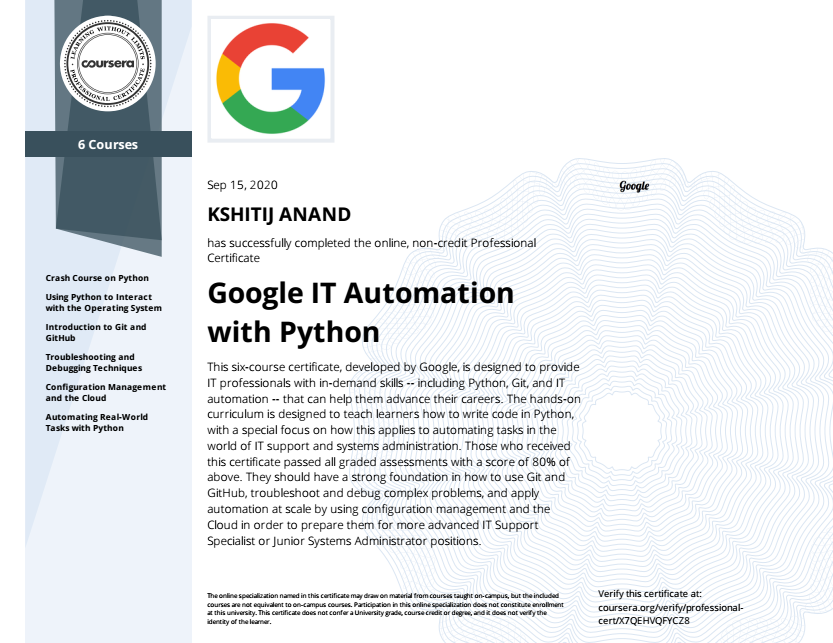 LEARNING WITHOUT LIMITS
coursera
PROFESSIONAL CERTIFICATE
6 Courses
Crash Course on Python
Using Python to Interact
with the Operating System
Introduction to Git and
GitHub
Troubleshooting and
Debugging Techniques
Configuration Management
and the Cloud
Automating Real-World
Tasks with Python
Sep 15, 2020
KSHITIJ ANAND
has successfully completed the online, non-credit Professional
Certificate
Google IT Automation
with Python
This six-course certificate, developed by Google, is designed to provide
IT professionals with in-demand skills -- including Python, Git, and IT
automation -- that can help them advance their careers. The hands-on
curriculum is designed to teach learners how to write code in Python,
with a special focus on how this applies to automating tasks in the
world of IT support and systems administration. Those who received
this certificate passed all graded assessments with a score of 80% of
above. They should have a strong foundation in how to use Git and
GitHub, troubleshoot and debug complex problems, and apply
automation at scale by using configuration management and the
Cloud in order to prepare them for more advanced IT Support
Specialist or Junior Systems Administrator positions.
Google
The online specialization named in this certificate may draw on material from courses taught on-campus, but the included
courses are not equivalent to on-campus courses. Participation in this online specialization does not constitute enrollment
at this university. This certificate does not confer a University grade, course credit or degree, and it does not verify the
identity of the learner.
Verify this certificate at:
coursera.org/verify/professional-
cert/X7QEHVQFYCZ8